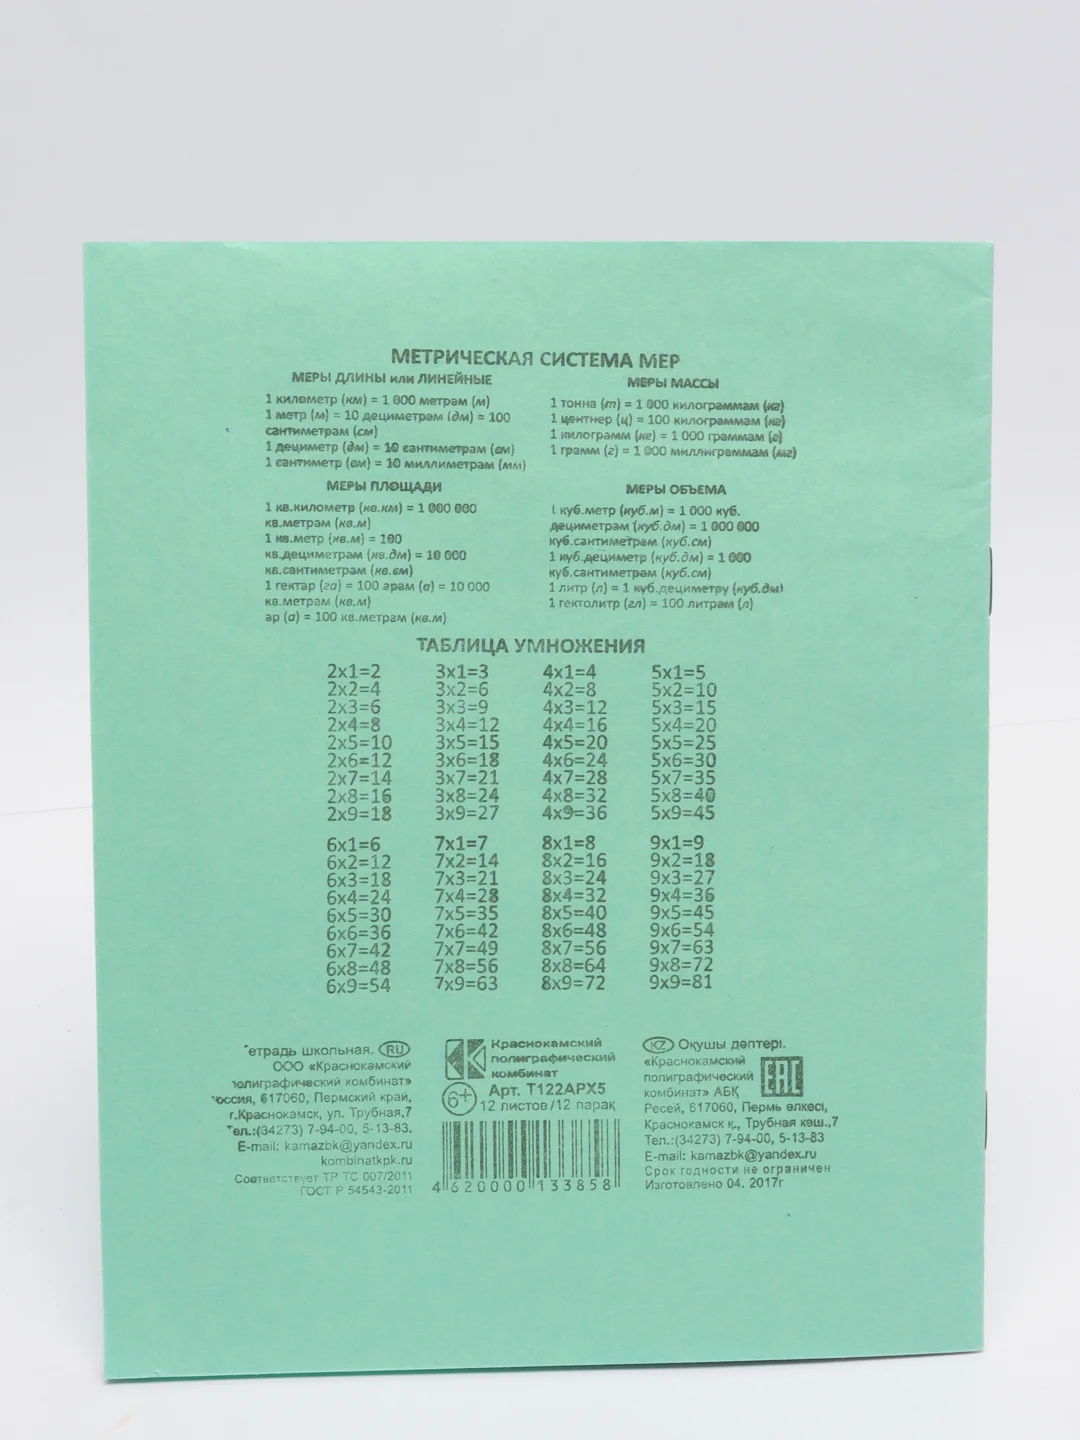 МЕТРИЧЕСКАЯ СИСТЕМА МЕР
МЕРЫ ДЛИНЫ или ЛИНЕЙНЫЕ
1 километр (км) = 1 000 метрам (м)
1 метр (м) = 10 дециметрам (дм) = 100
сантиметрам (см)
1 дециметр (дм) = 10 сантиметрам (см)
1 сантиметр (см) = 10 миллиметрам (мм)
МЕРЫ МАССЫ
1 тонна (т) = 1 000 килограммам (кг)
1 центнер (ц) = 100 килограммам (кг)
1 килограмм (кг) = 1 000 граммам (г)
1 грамм (г) = 1 000 миллиграммам (мг)
МЕРЫ ПЛОЩАДИ
1 кв.километр (кв.км) = 1 000 000
кв.метрам (кв.м)
1 кв.метр (кв.м) = 100
кв.дециметрам (кв.дм) = 10 000
кв.сантиметрам (кв.см)
1 гектар (га) = 100 арам (а) = 10 000
кв.метрам (кв.м)
ар (а) = 100 кв.метрам (кв.м)
МЕРЫ ОБЪЕМА
1 куб.метр (куб.м) = 1 000 куб.
дециметрам (куб.дм) = 1 000 000
куб.сантиметрам (куб.см)
1 куб.дециметр (куб.дм) = 1 000
куб.сантиметрам (куб.см)
1 литр (л) = 1 куб.дециметру (куб.дм)
1 гектолитр (гл) = 100 литрам (л)
ТАБЛИЦА УМНОЖЕНИЯ
2x1=2 3x1=3 4x1=4 5x1=5
2x2=4 3x2=6 4x2=8 5x2=10
2x3=6 3x3=9 4x3=12 5x3=15
2x4=8 3x4=12 4x4=16 5x4=20
2x5=10 3x5=15 4x5=20 5x5=25
2x6=12 3x6=18 4x6=24 5x6=30
2x7=14 3x7=21 4x7=28 5x7=35
2x8=16 3x8=24 4x8=32 5x8=40
2x9=18 3x9=27 4x9=36 5x9=45
6x1=6 7x1=7 8x1=8 9x1=9
6x2=12 7x2=14 8x2=16 9x2=18
6x3=18 7x3=21 8x3=24 9x3=27
6x4=24 7x4=28 8x4=32 9x4=36
6x5=30 7x5=35 8x5=40 9x5=45
6x6=36 7x6=42 8x6=48 9x6=54
6x7=42 7x7=49 8x7=56 9x7=63
6x8=48 7x8=56 8x8=64 9x8=72
6x9=54 7x9=63 8x9=72 9x9=81
етрадь школьная. RU
ООО «Краснокамский
полиграфический комбинат»
оссия, 617060, Пермский край,
г.Краснокамск, ул. Трубная,7
Тел.:(34273) 7-94-00, 5-13-83.
E-mail: kamazbk@yandex.ru
kombinatkpk.ru
Соответствует ТР ТС 007/2011
ГОСТ Р 54543-2011
Краснокамский
полиграфический
комбинат
6+ Арт. Т122АРХ5
12 листов/12 парақ
4 620000 133858
KZ Оқушы дәптері.
«Краснокамский
полиграфический
комбинат» АБҚ
EAC
Ресей, 617060, Пермь өлкесі,
Краснокамск қ., Трубная көш.,7
Тел.:(34273) 7-94-00, 5-13-83
E-mail: kamazbk@yandex.ru
Срок годности не ограничен
Изготовлено 04. 2017г